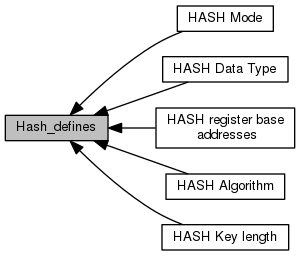 HASH Mode
HASH Data Type
Hash_defines
HASH register base
addresses
HASH Algorithm
HASH Key length